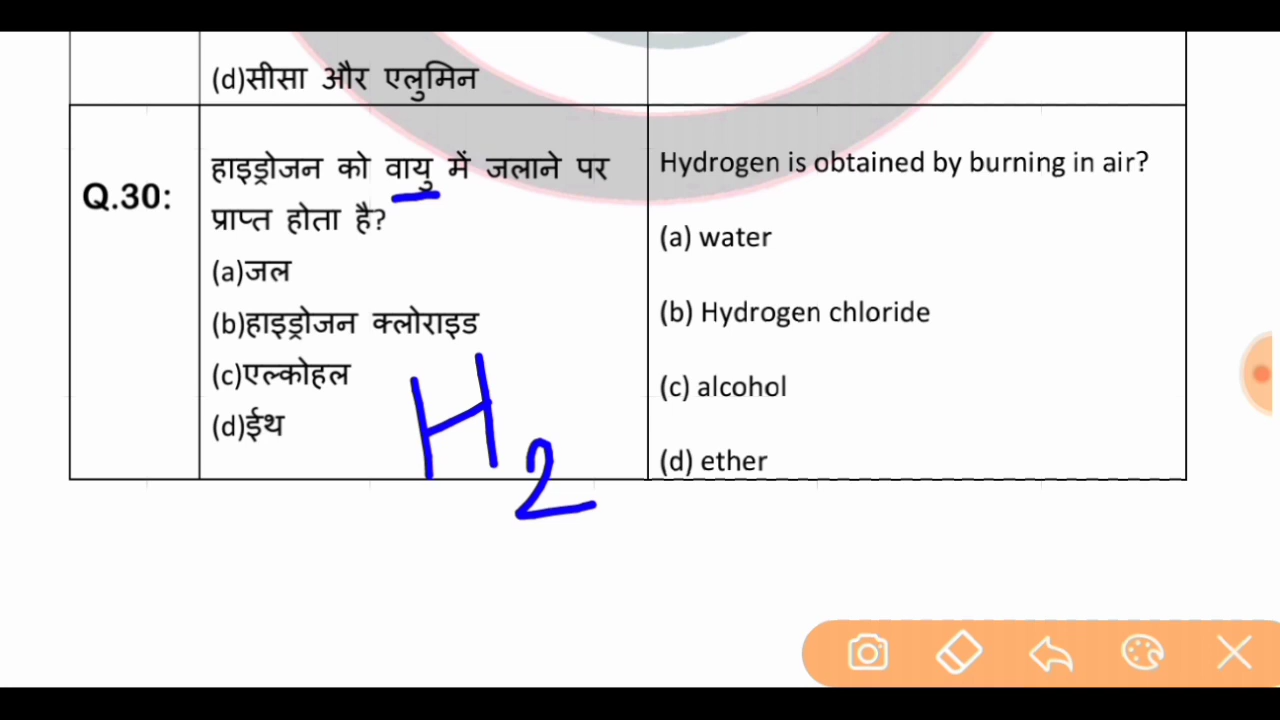 (d)सीसा और एलुमिन
Q.30:
हाइड्रोजन को वायु में जलाने पर
प्राप्त होता है?
(a)जल
(b)हाइड्रोजन क्लोराइड
(c)एल्कोहल
(d)ईथ
H2
Hydrogen is obtained by burning in air?
(a) water
(b) Hydrogen chloride
(c) alcohol
(d) ether